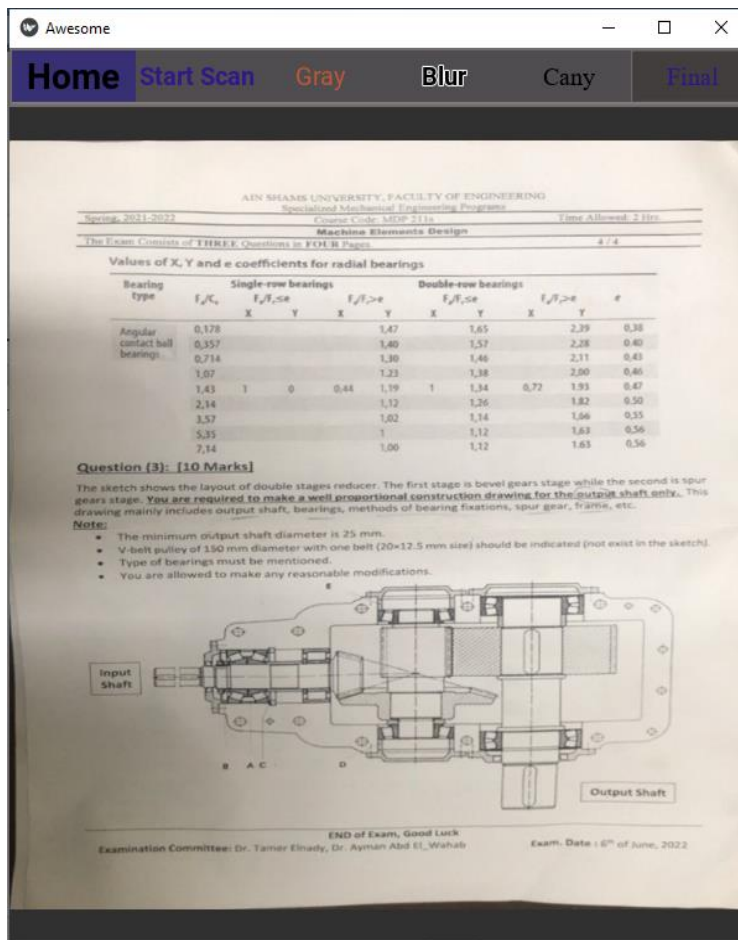 Awesome
Home Start Scan Gray Blur Cany Final
AIN SHAMS UNIVERSITY, FACULTY OF ENGINEERING
Specialized Mechanical Engineering Programs
Spring, 2021-2022 Course Code: MDP 211s Time Allowed: 2 Hrs.
Machine Elements Design
The Exam Consists of THREE Questions in FOUR Pages. 4 / 4
Values of X, Y and e coefficients for radial bearings
Bearing type Single-row bearings Double-row bearings
Fa/C0 Fa/Fr≤e Fa/Fr>e Fa/Fr≤e Fa/Fr>e e
X Y X Y X Y X Y
Angular contact ball bearings 0,178 1,47 1,65 2,39 0,38
0,357 1,40 1,57 2,28 0.40
0,714 1,30 1,46 2,11 0,43
1,07 1.23 1,38 2,00 0,46
1,43 1 0 0,44 1,19 1 1,34 0,72 1.93 0.47
2,14 1,12 1,26 1.82 0.50
3,57 1,02 1,14 1,66 0,55
5,35 1 1,12 1,63 0,56
7,14 1,00 1,12 1.63 0,56
Question (3): [10 Marks]
The sketch shows the layout of double stages reducer. The first stage is bevel gears stage while the second is spur
gears stage. You are required to make a well proportional construction drawing for the output shaft only. This
drawing mainly includes output shaft, bearings, methods of bearing fixations, spur gear, frame, etc.
Note:
• The minimum output shaft diameter is 25 mm.
• V-belt pulley of 150 mm diameter with one belt (20×12.5 mm size) should be indicated (not exist in the sketch).
• Type of bearings must be mentioned.
• You are allowed to make any reasonable modifications.
E
Input
Shaft
B A C D
Output Shaft
END of Exam, Good Luck
Examination Committee: Dr. Tamer Elnady, Dr. Ayman Abd El_Wahab Exam. Date : 6th of June, 2022